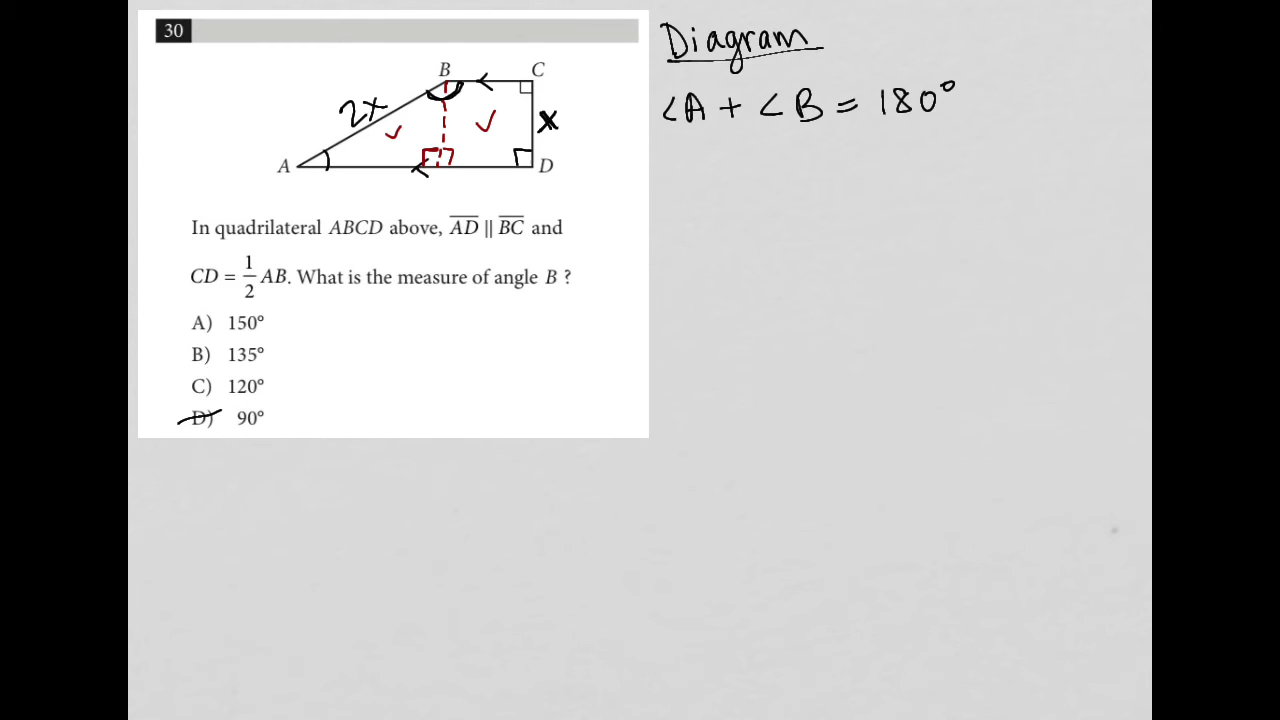 30
Diagram
∠A + ∠B = 180°
B
C
2x
x
A
D
In quadrilateral ABCD above, AD || BC and
CD = 1/2 AB. What is the measure of angle B ?
A) 150°
B) 135°
C) 120°
D) 90°